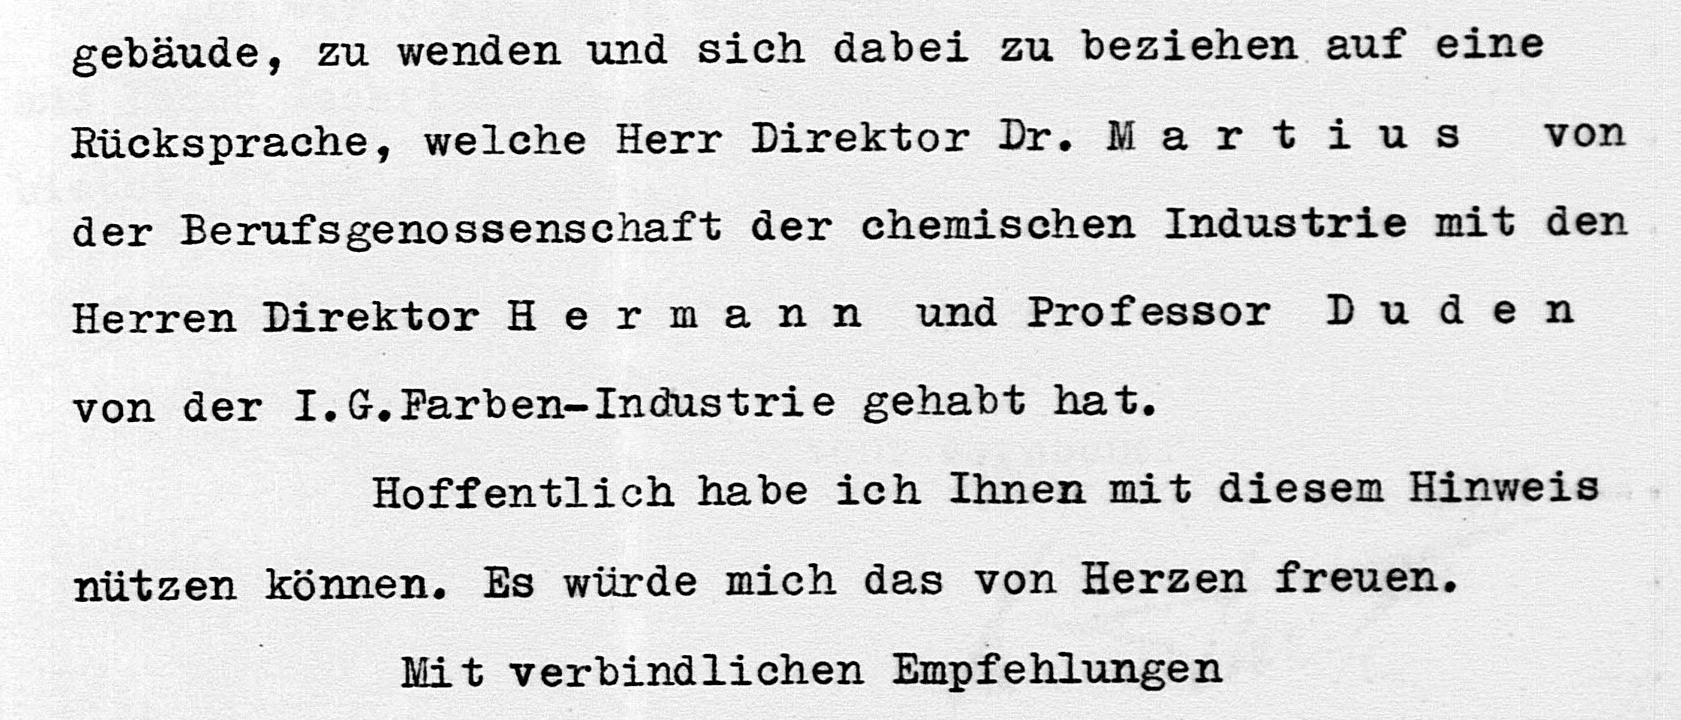 gebäude, zu wenden und sich dabei zu beziehen auf eine
Rücksprache, welche Herr Direktor Dr. M a r t i u s von
der Berufsgenossenschaft der chemischen Industrie mit den
Herren Direktor H e r m a n n und Professor D u d e n
von der I.G.Farben-Industrie gehabt hat.
Hoffentlich habe ich Ihnen mit diesem Hinweis
nützen können. Es würde mich das von Herzen freuen.
Mit verbindlichen Empfehlungen